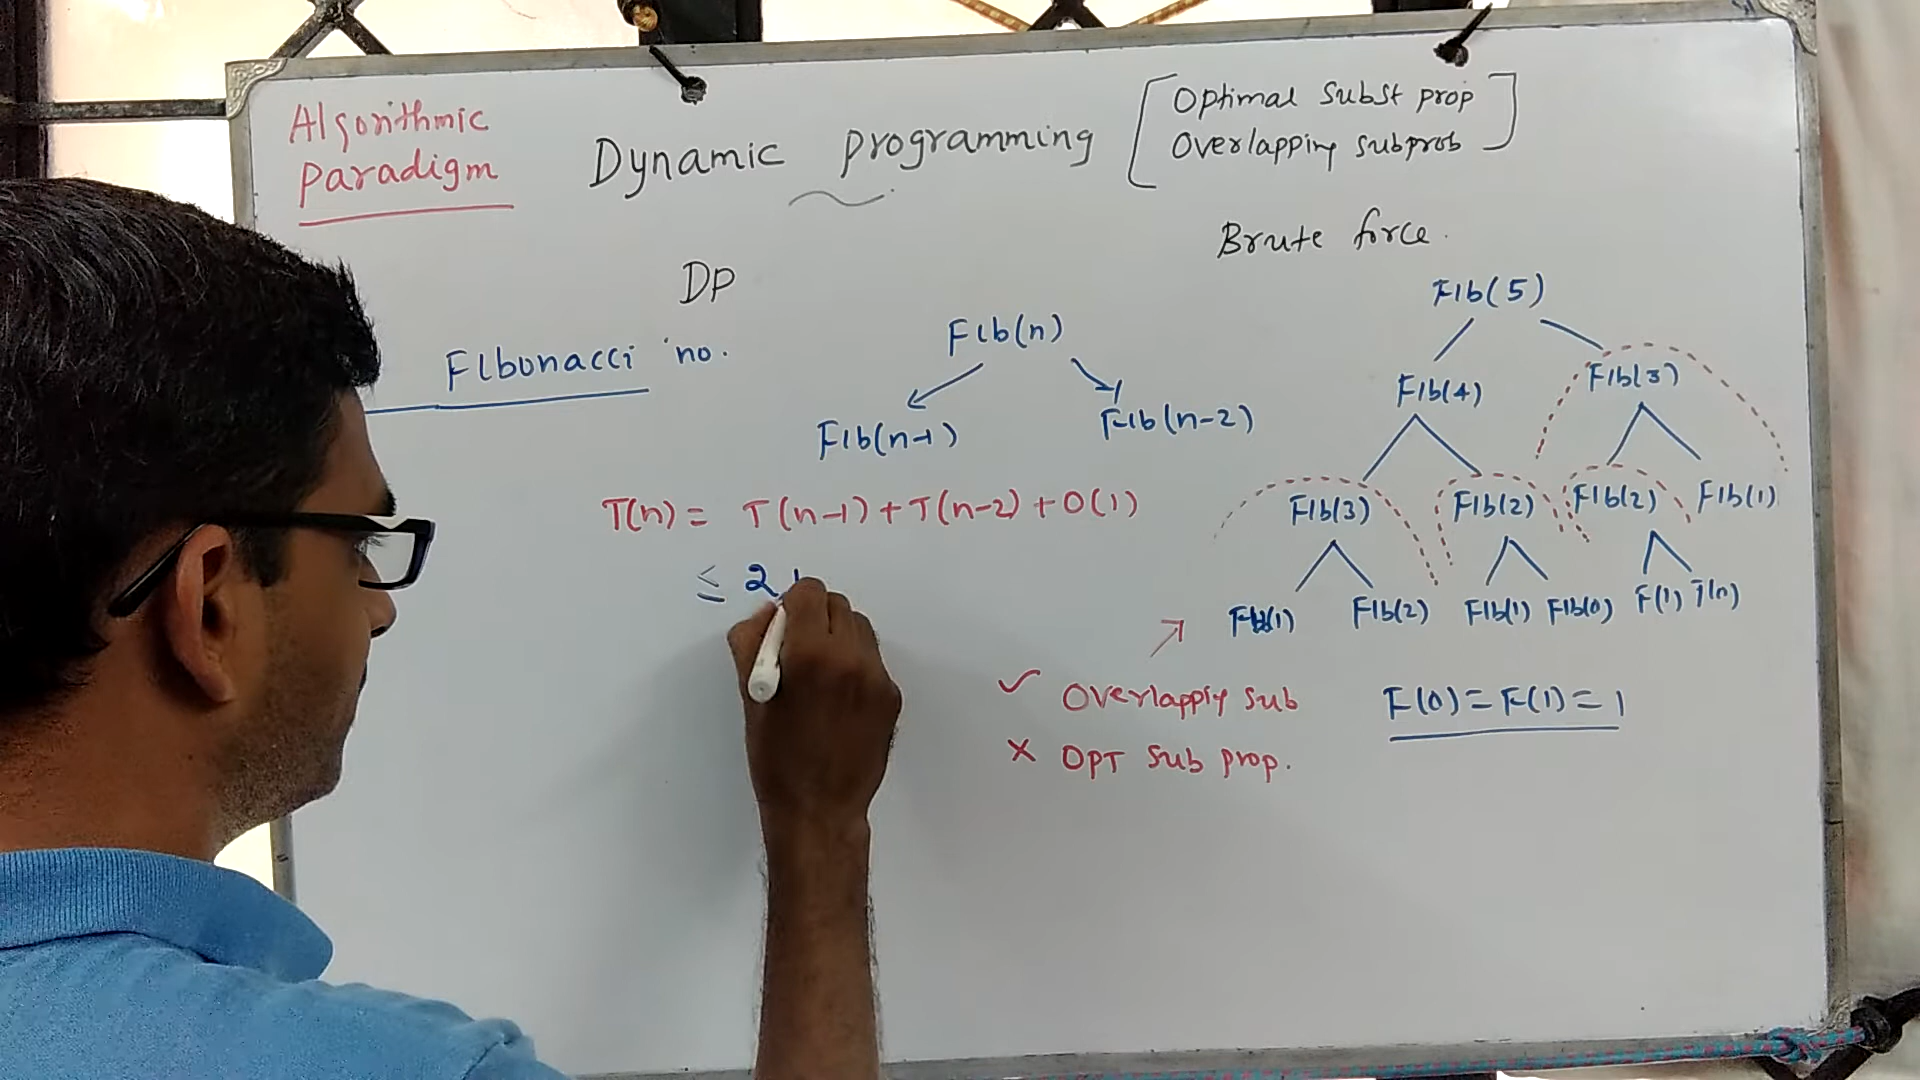 Algorithmic
Paradigm
Dynamic programming
Optimal Subst prop
Overlapping subprob
Brute force.
DP
FIbonacci no.
FIb(n)
FIb(n-1)
FIb(n-2)
T(n) = T(n-1) + T(n-2) + O(1)
≤ 2
FIb(5)
FIb(4)
FIb(3)
FIb(3)
FIb(2)
FIb(2)
FIb(1)
FIb(1)
FIb(2)
FIb(1)
FIb(0)
F(1)
✓ Overlappig Sub
× OPT Sub prop.
F(0) = F(1) = 1